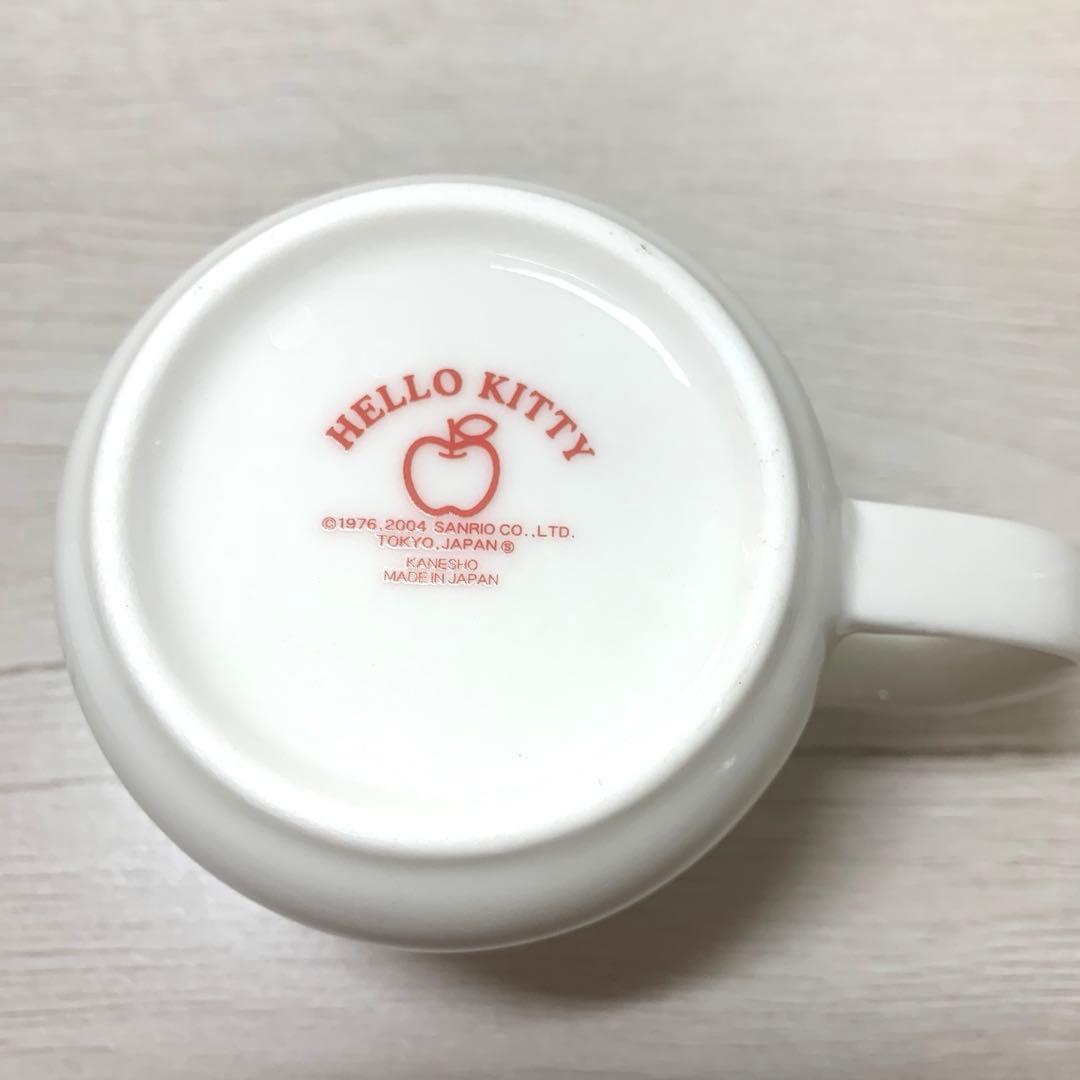 HELLO KITTY
©1976, 2004 SANRIO CO., LTD.
TOKYO, JAPAN Ⓢ
KANESHO
MADE IN JAPAN